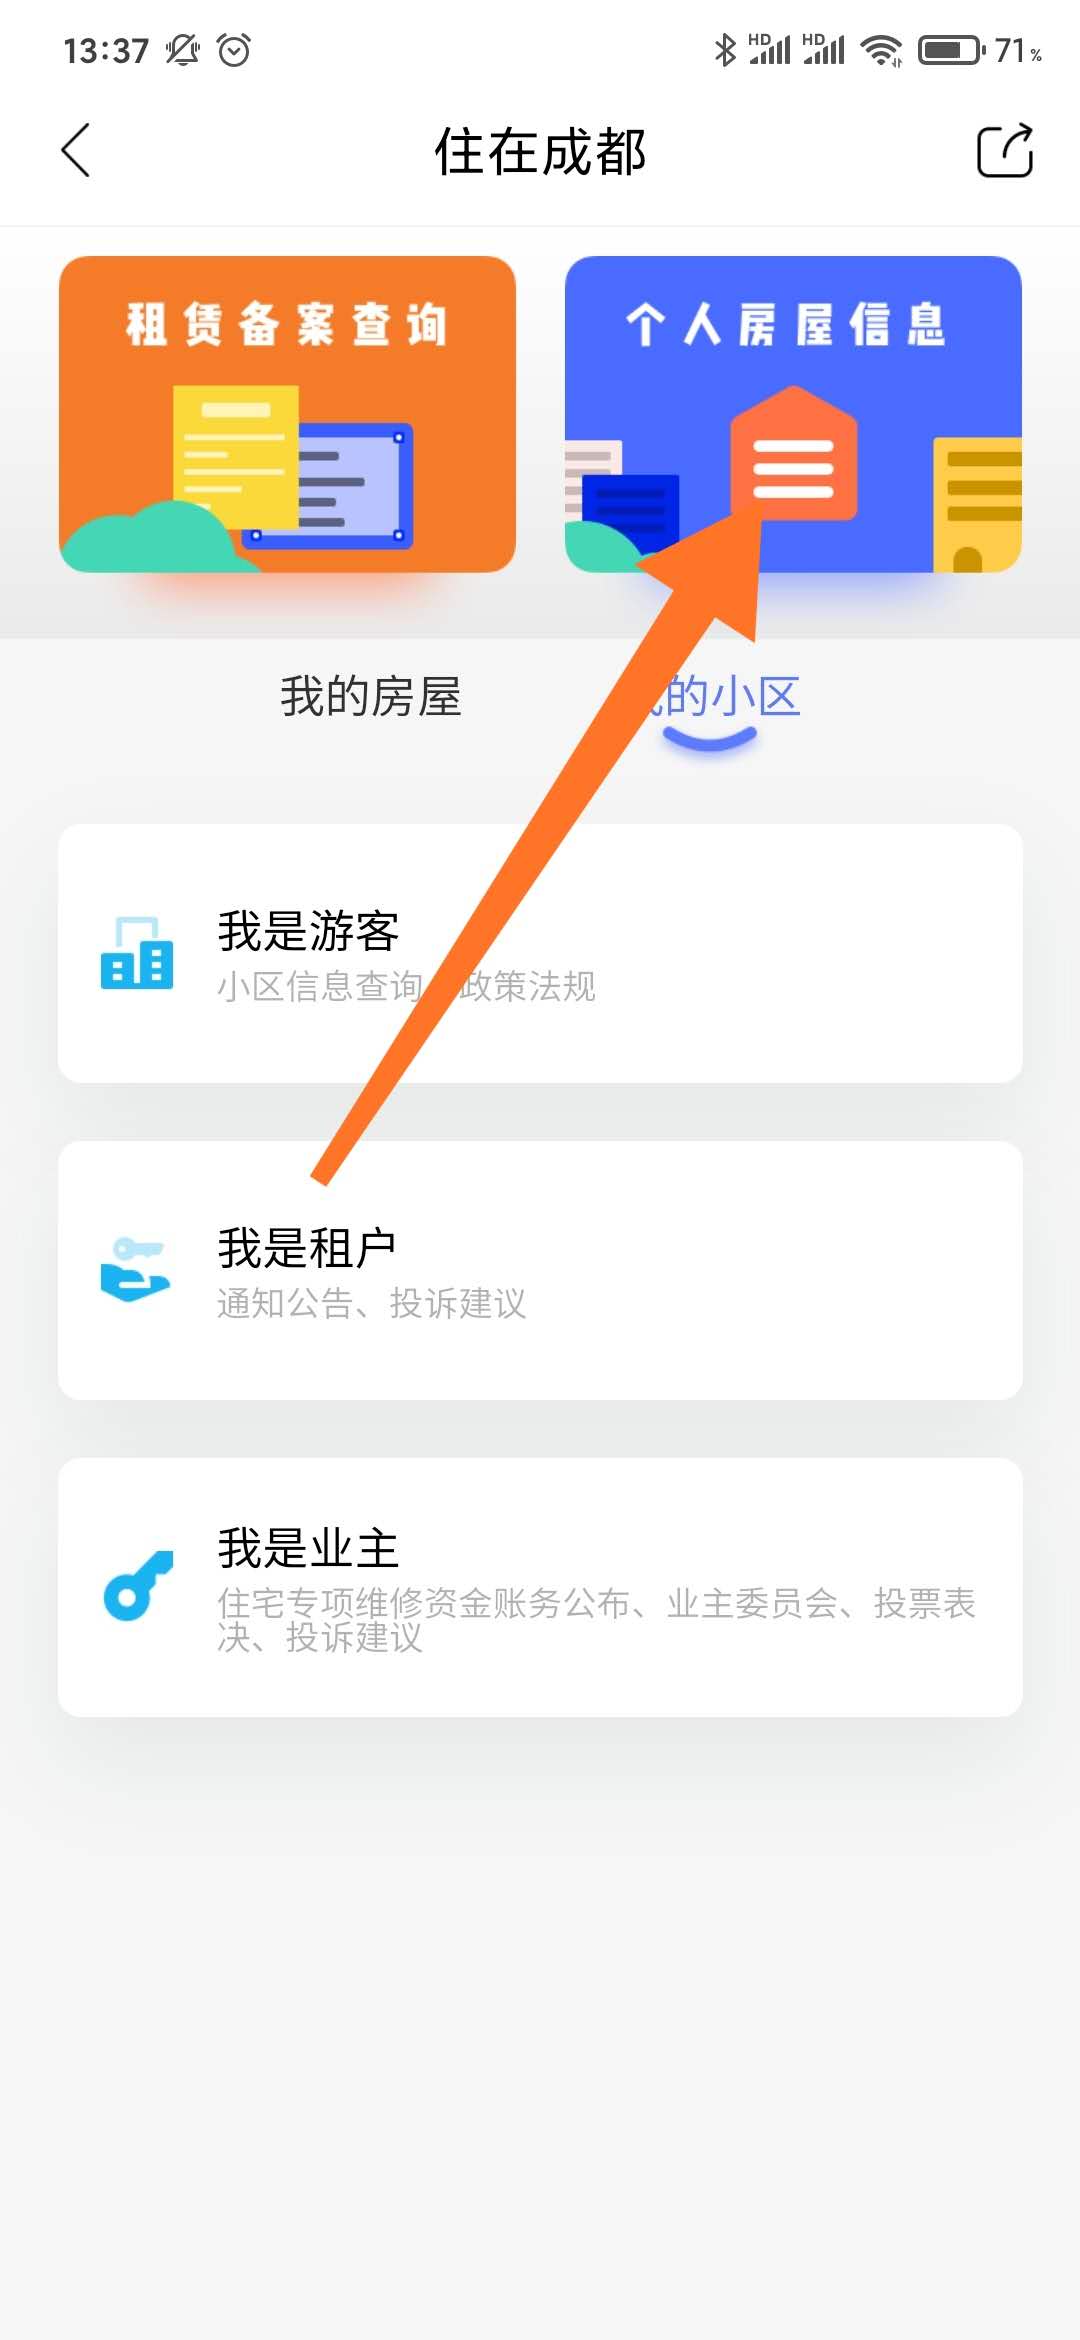 13:37
HD HD 71%
住在成都
租赁备案查询
个人房屋信息
我的房屋
的小区
我是游客
小区信息查询 政策法规
我是租户
通知公告、投诉建议
我是业主
住宅专项维修资金账务公布、业主委员会、投票表
决、投诉建议